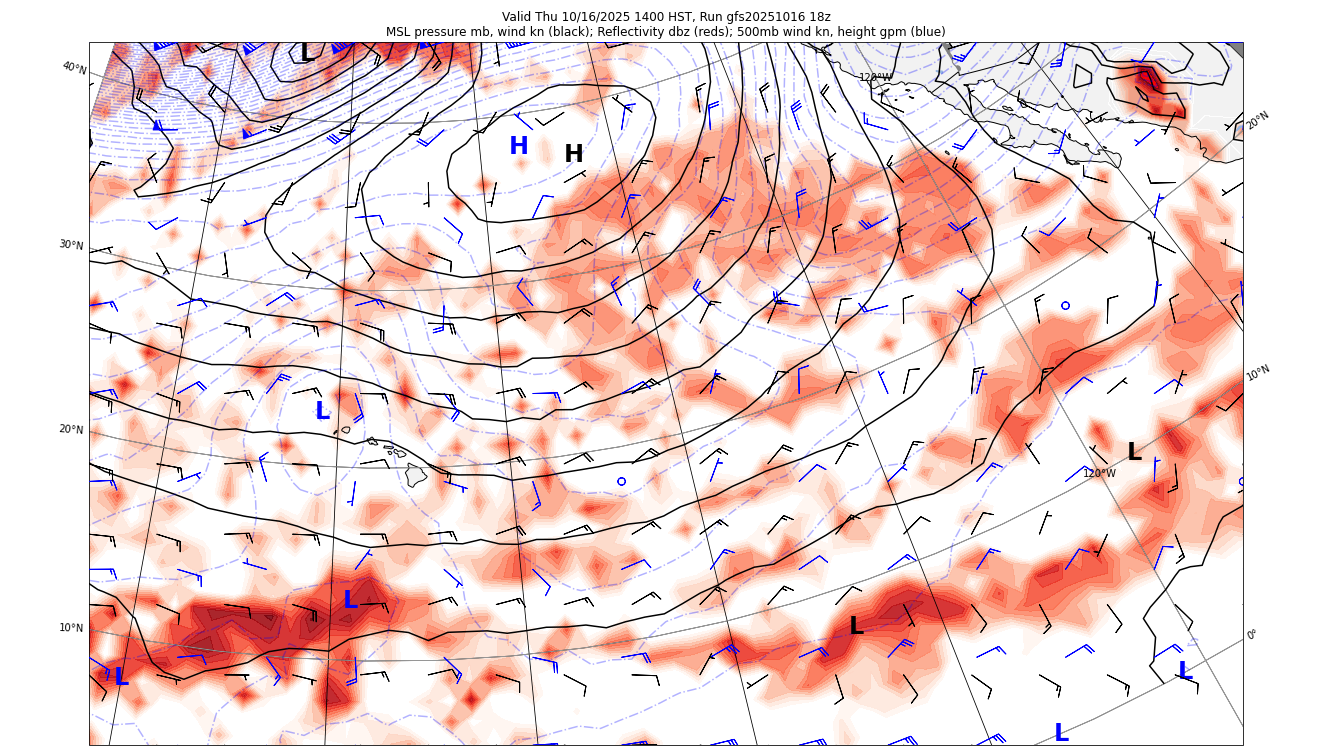 Valid Thu 10/16/2025 1400 HST, Run gfs20251016 18z
MSL pressure mb, wind kn (black); Reflectivity dbz (reds); 500mb wind kn, height gpm (blue)
L
40°N
120°W
20°N
H
H
30°N
10°N
L
20°N
L
120°W
L
10°N
L
0°
L
L
L